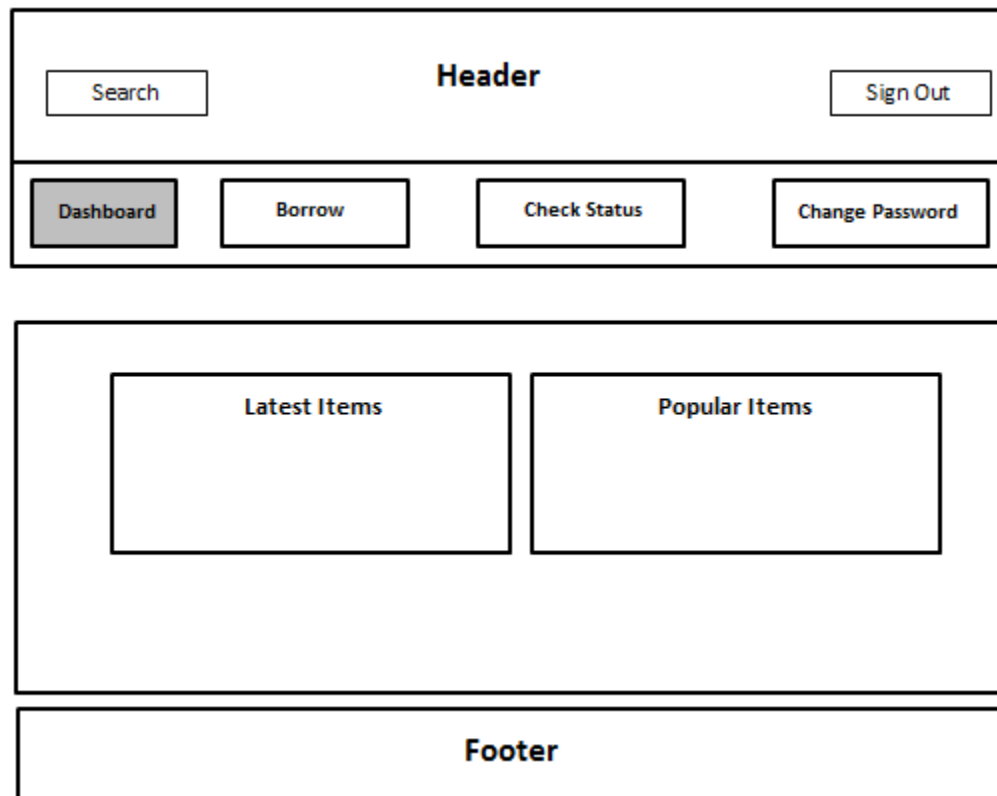 Header
Search
Sign Out
Dashboard
Borrow
Check Status
Change Password
Latest Items
Popular Items
Footer